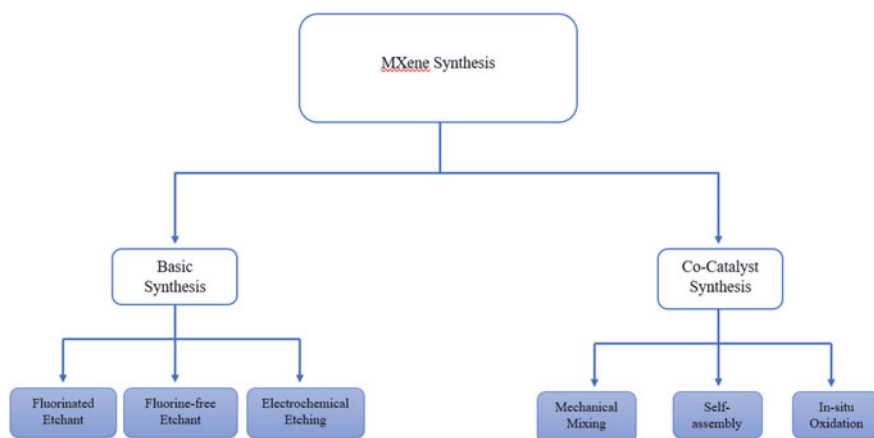 MXene Synthesis
Basic
Synthesis
Co-Catalyst
Synthesis
Fluorinated
Etchant
Fluorine-free
Etchant
Electrochemical
Etching
Mechanical
Mixing
Self-
assembly
In-situ
Oxidation